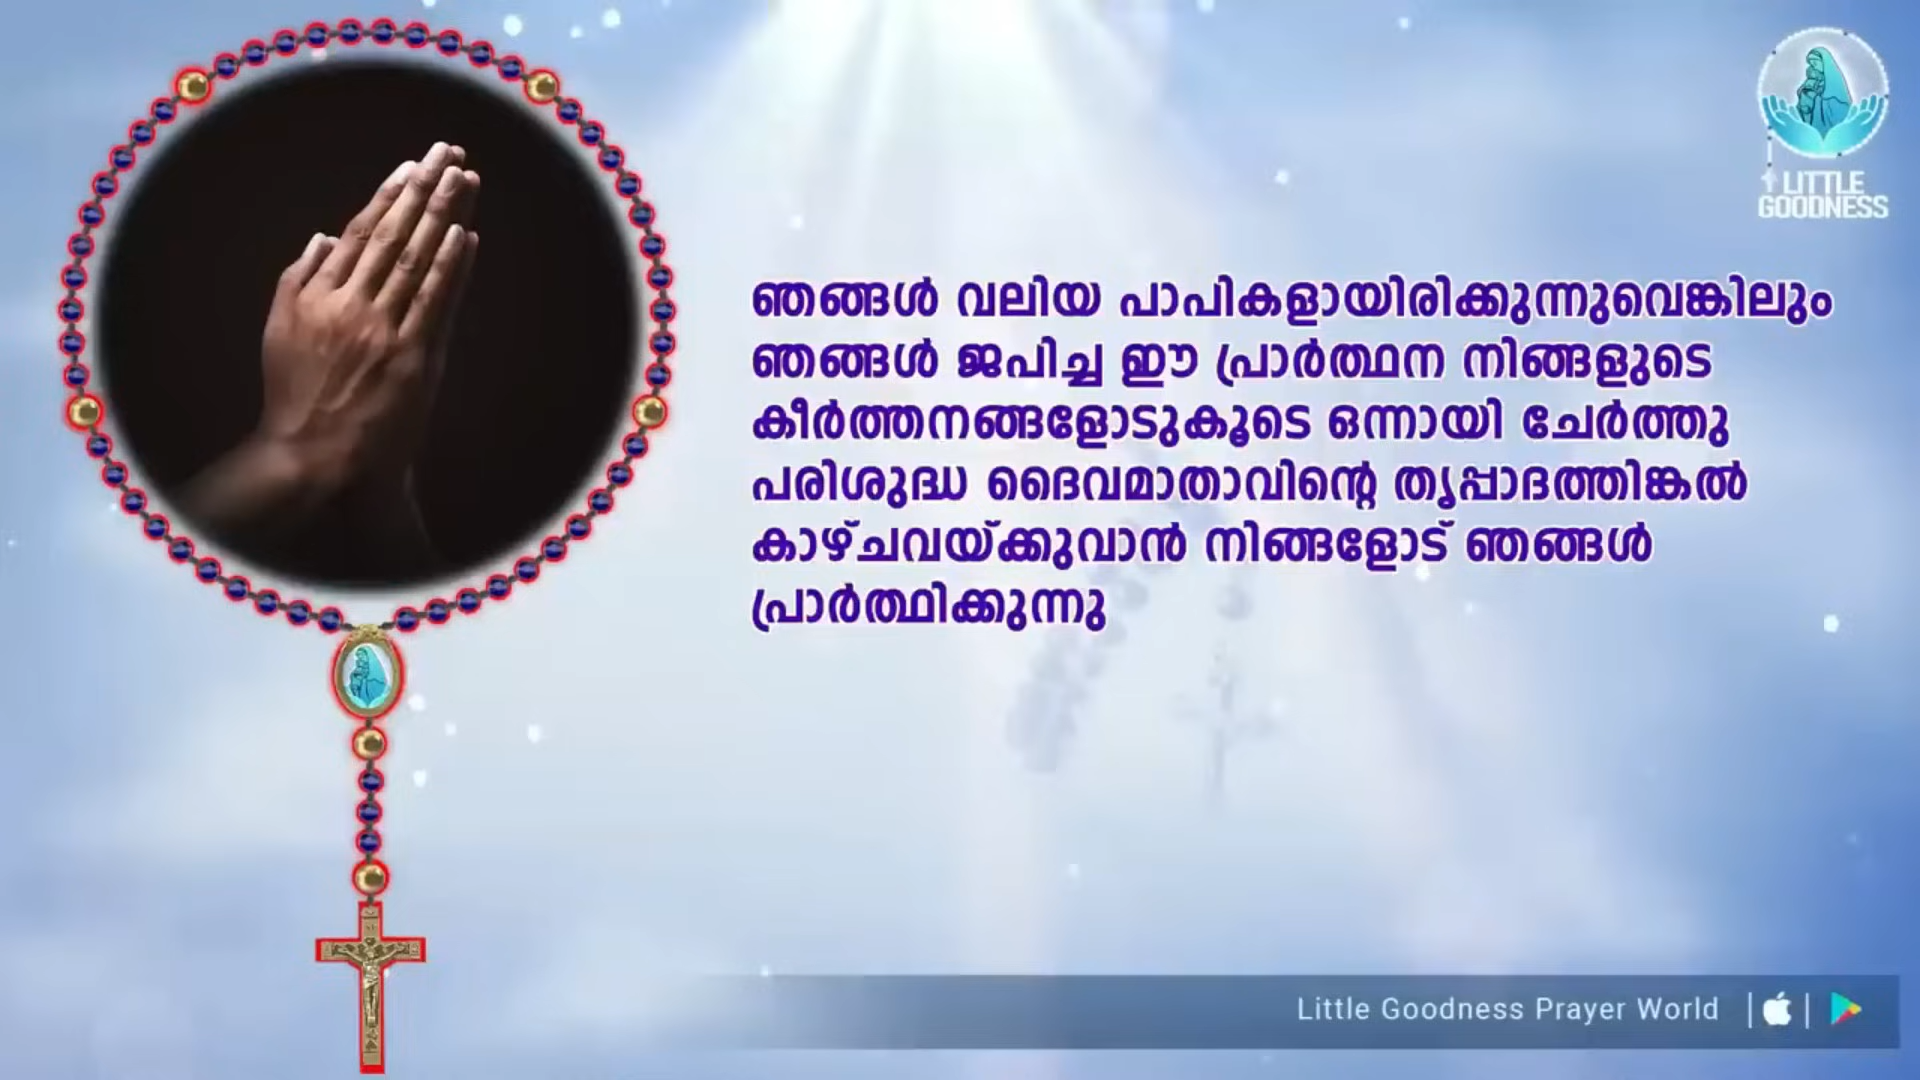 LITTLE
GOODNESS
ഞങ്ങൾ വലിയ പാപികളായിരിക്കുന്നുവെങ്കിലും
ഞങ്ങൾ ജപിച്ച ഈ പ്രാർത്ഥന നിങ്ങളുടെ
കീർത്തനങ്ങളോടുകൂടെ ഒന്നായി ചേർത്തു
പരിശുദ്ധ ദൈവമാതാവിന്റെ തൃപ്പാദത്തിങ്കൽ
കാഴ്ചവയ്ക്കുവാൻ നിങ്ങളോട് ഞങ്ങൾ
പ്രാർത്ഥിക്കുന്നു
Little Goodness Prayer World